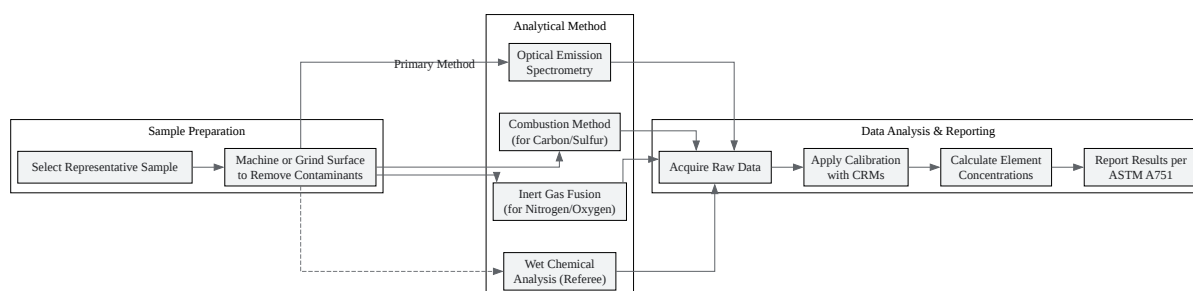 Sample Preparation
Select Representative Sample
Machine or Grind Surface
to Remove Contaminants
Primary Method
Analytical Method
Optical Emission
Spectrometry
Combustion Method
(for Carbon/Sulfur)
Inert Gas Fusion
(for Nitrogen/Oxygen)
Wet Chemical
Analysis (Referee)
Data Analysis & Reporting
Acquire Raw Data
Apply Calibration
with CRMs
Calculate Element
Concentrations
Report Results per
ASTM A751